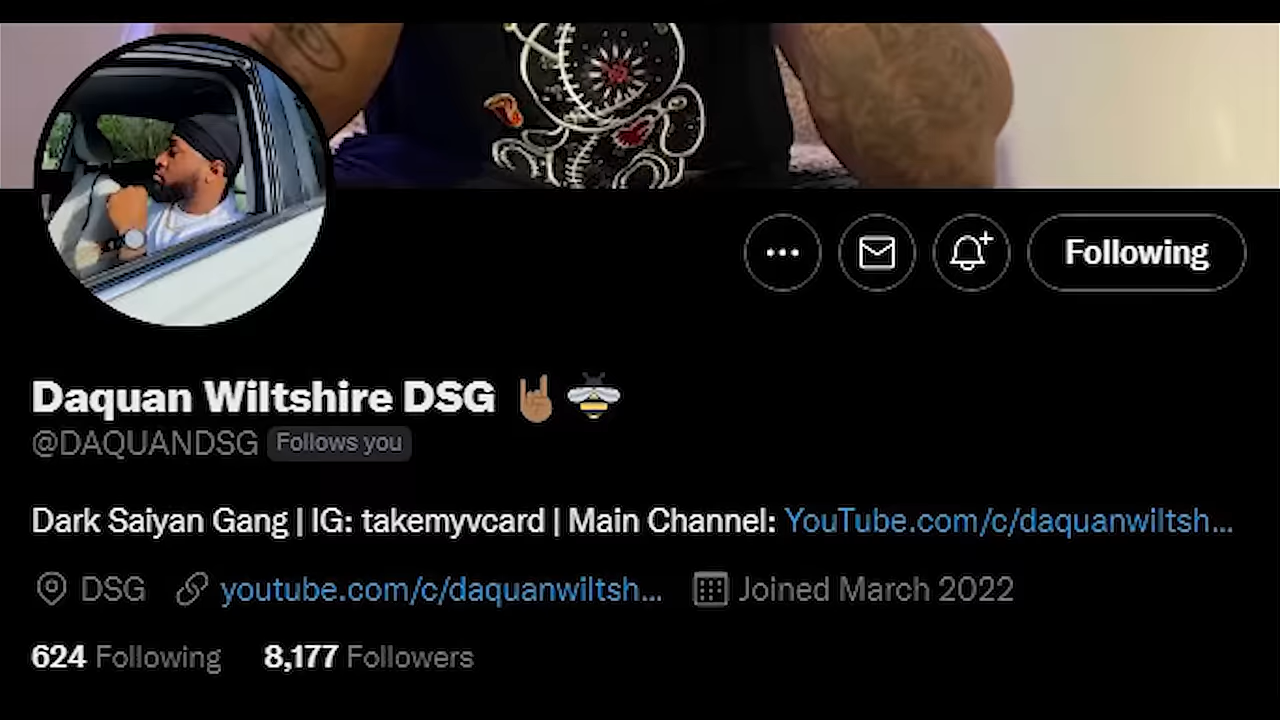 Following
Daquan Wiltshire DSG 🤘🏽 🐝
@DAQUANDSG Follows you
Dark Saiyan Gang | IG: takemyvcard | Main Channel: YouTube.com/c/daquanwiltsh...
DSG youtube.com/c/daquanwiltsh... Joined March 2022
624 Following 8,177 Followers